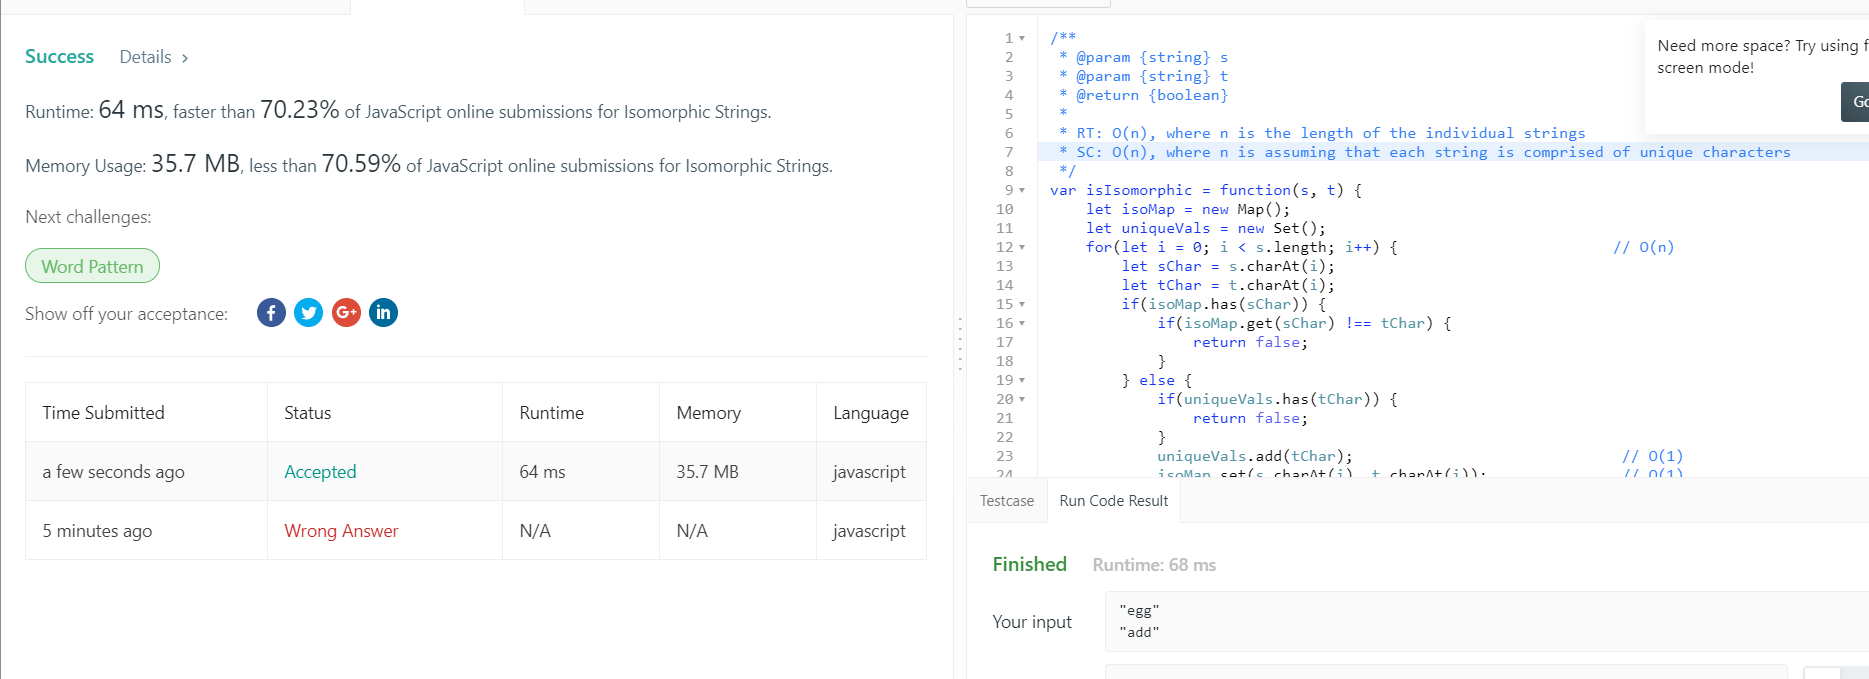 Success Details >
Runtime: 64 ms, faster than 70.23% of JavaScript online submissions for Isomorphic Strings.
Memory Usage: 35.7 MB, less than 70.59% of JavaScript online submissions for Isomorphic Strings.
Next challenges:
Word Pattern
Show off your acceptance: f G+ in
Time Submitted Status Runtime Memory Language
a few seconds ago Accepted 64 ms 35.7 MB javascript
5 minutes ago Wrong Answer N/A N/A javascript
1 /**
2 * @param {string} s
3 * @param {string} t
4 * @return {boolean}
5 *
6 * RT: O(n), where n is the length of the individual strings
7 * SC: O(n), where n is assuming that each string is comprised of unique characters
8 */
9 var isIsomorphic = function(s, t) {
10 let isoMap = new Map();
11 let uniqueVals = new Set();
12 for(let i = 0; i < s.length; i++) { // O(n)
13 let sChar = s.charAt(i);
14 let tChar = t.charAt(i);
15 if(isoMap.has(sChar)) {
16 if(isoMap.get(sChar) !== tChar) {
17 return false;
18 }
19 } else {
20 if(uniqueVals.has(tChar)) {
21 return false;
22 }
23 uniqueVals.add(tChar); // O(1)
24 isoMap.set(s.charAt(i), t.charAt(i)); // O(1)
Need more space? Try using f
screen mode!
Go
Testcase Run Code Result
Finished Runtime: 68 ms
Your input
"egg"
"add"